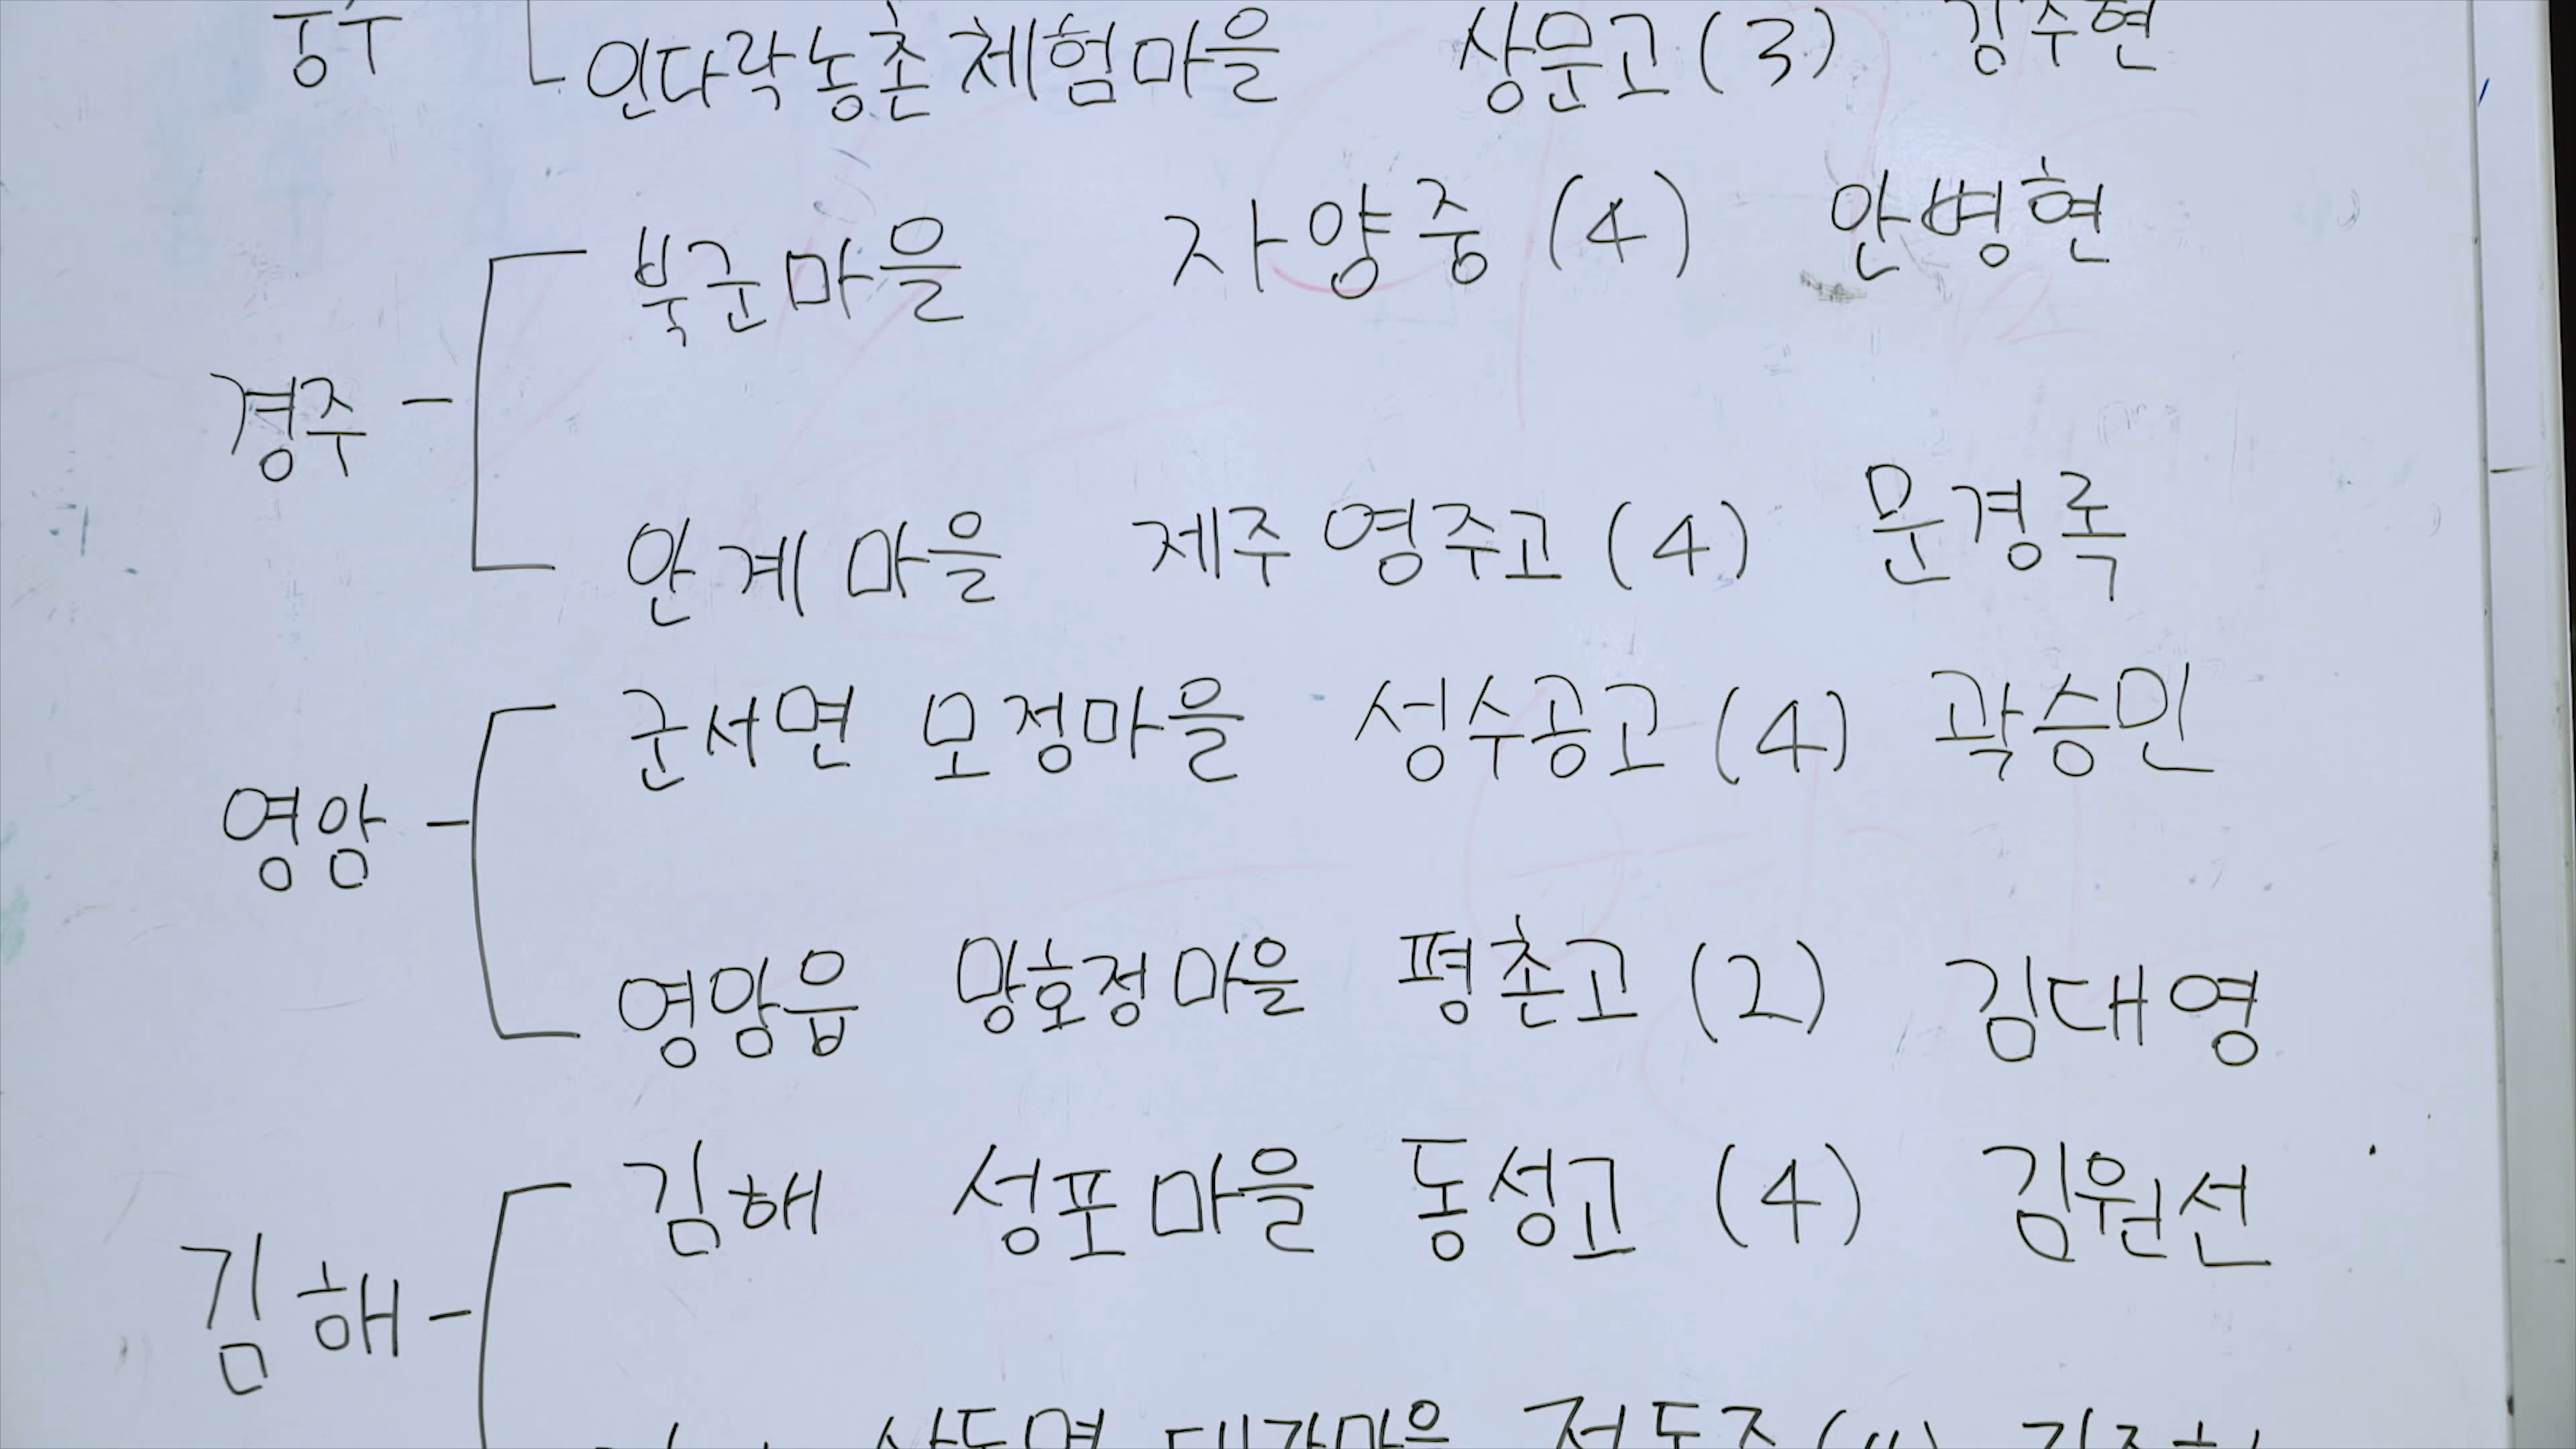 인다락농촌체험마을 상문고(3) 김수현
북군마을 자양중(4) 안병현
경주 -
안계마을 제주 영주고(4) 문경록
군서면 모정마을 성수공고(4) 곽승민
영암 -
영암읍 망호정마을 평촌고(2) 김대영
김해 성포마을 동성고(4) 김원선
김해 -